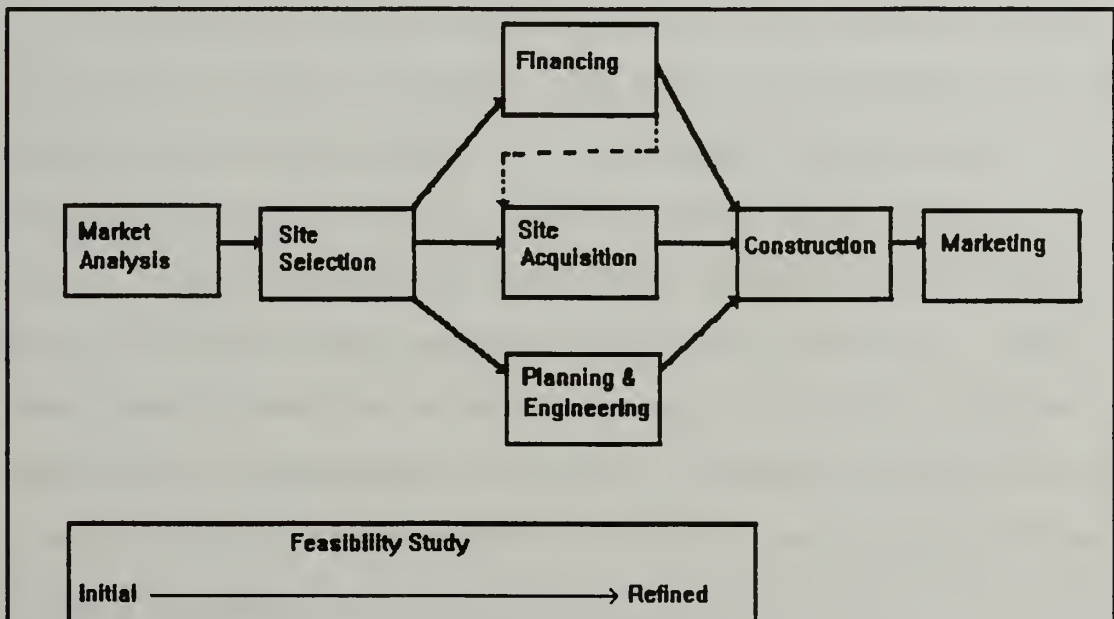 Financing
Market
Analysis
Site
Selection
Site
Acquisition
Construction
Marketing
Planning &
Engineering
Feasibility Study
Initial
Refined